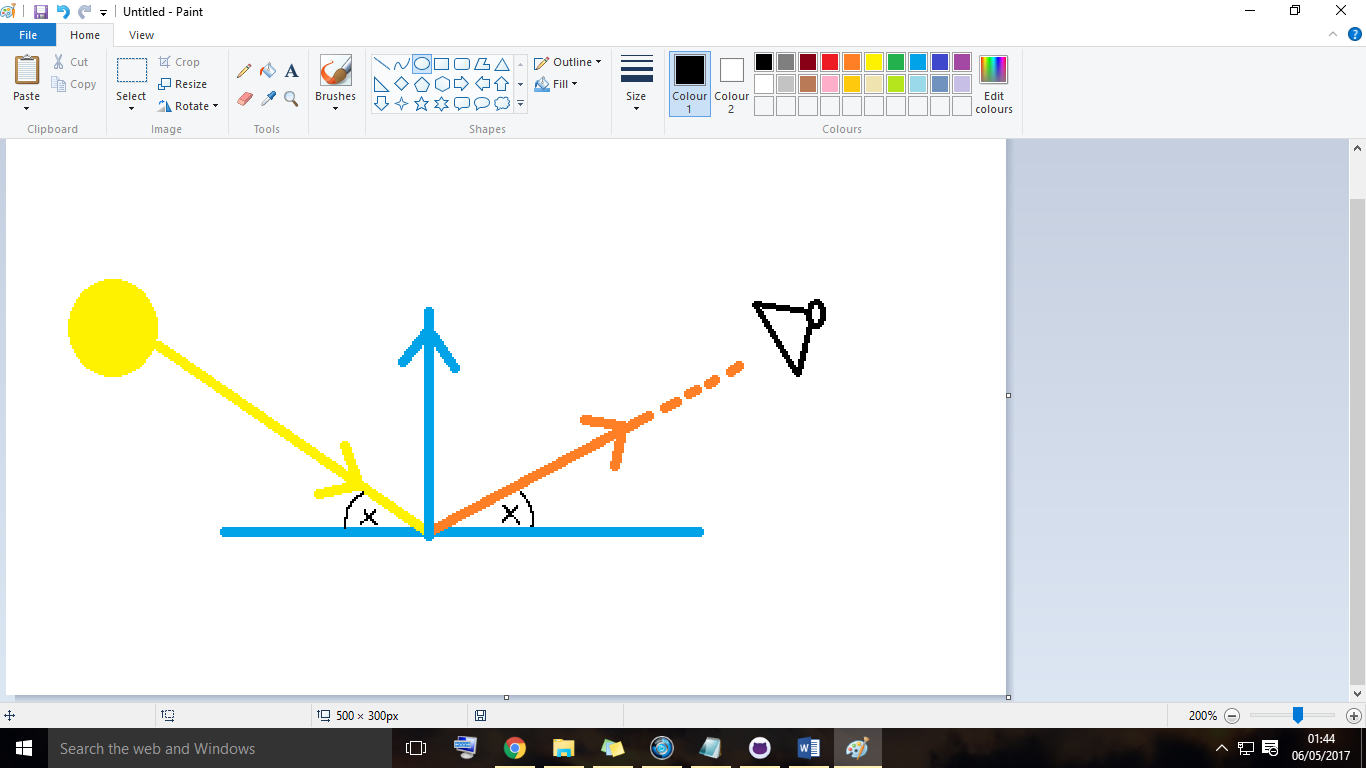 Untitled - Paint
File Home View
Paste
Cut
Copy
Clipboard
Select
Crop
Resize
Rotate
Image
A
Tools
Brushes
Outline
Fill
Shapes
Size
Colour
1
Colour
2
Edit
colours
Colours
x x
500 × 300px
200%
Search the web and Windows
01:44
06/05/2017